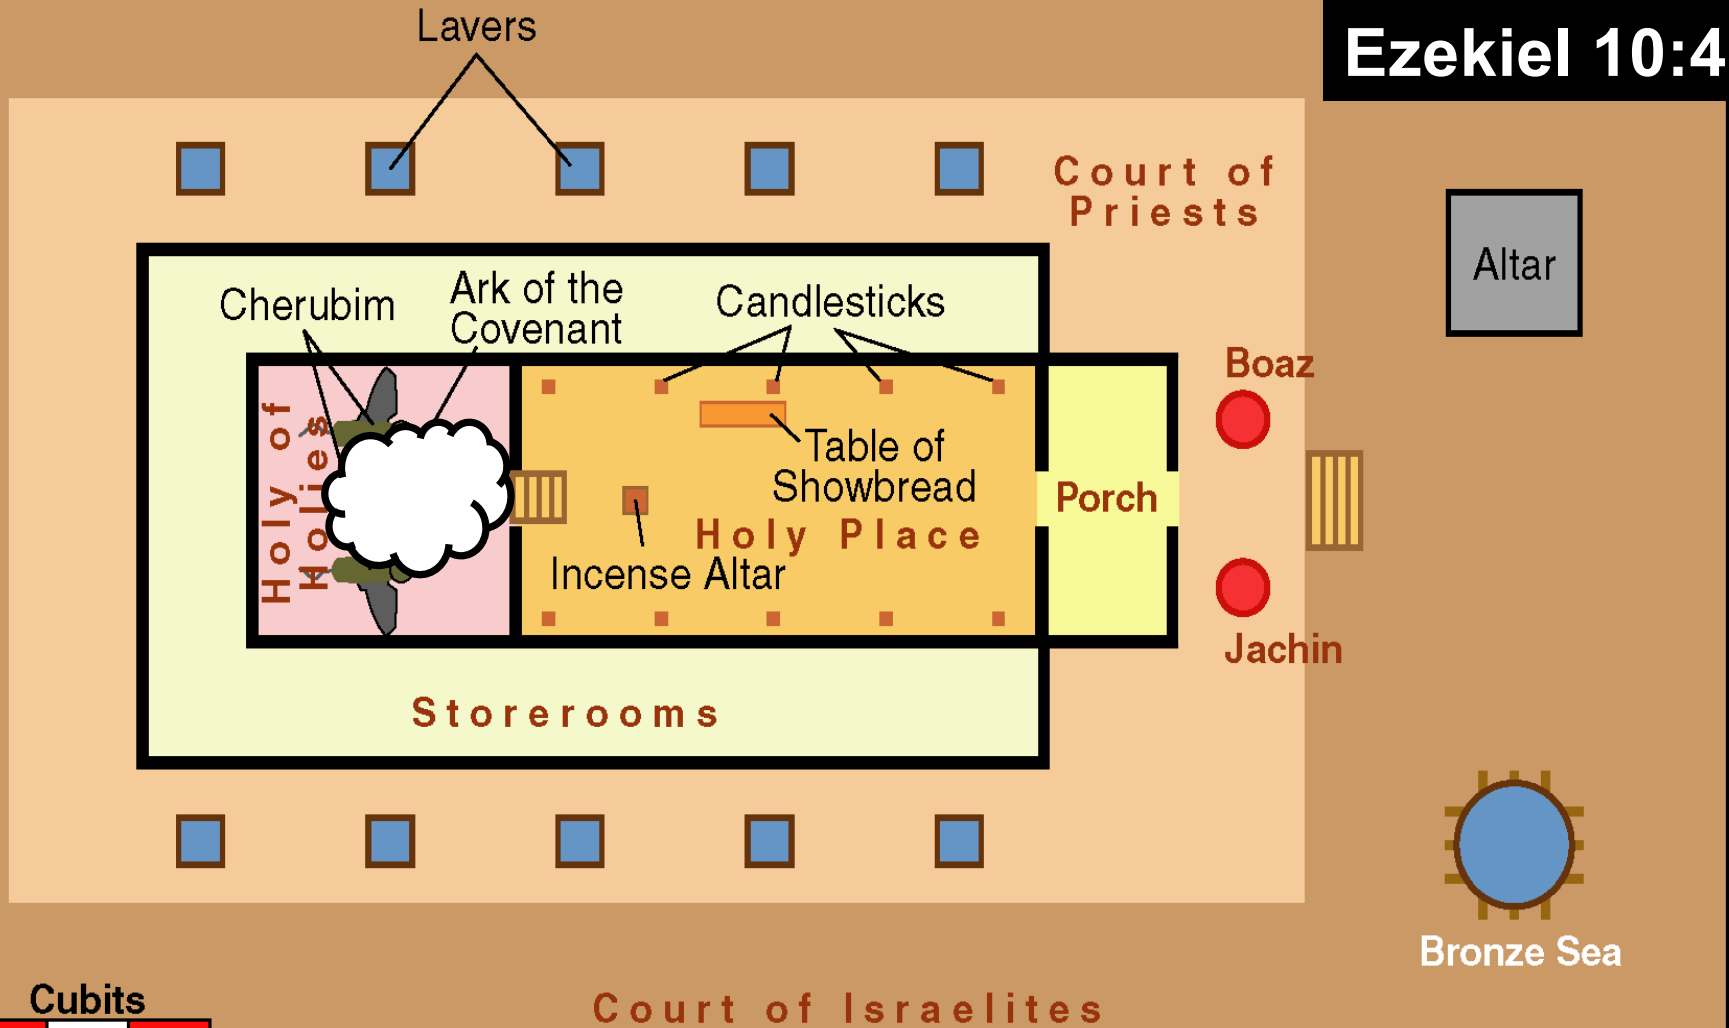 Lavers
Ezekiel 10:4
Court of
Priests
Altar
Cherubim
Ark of the
Covenant
Candlesticks
Boaz
Holy of
Holies
Table of
Showbread
Porch
Holy Place
Incense Altar
Jachin
Storerooms
Bronze Sea
Cubits
Court of Israelites